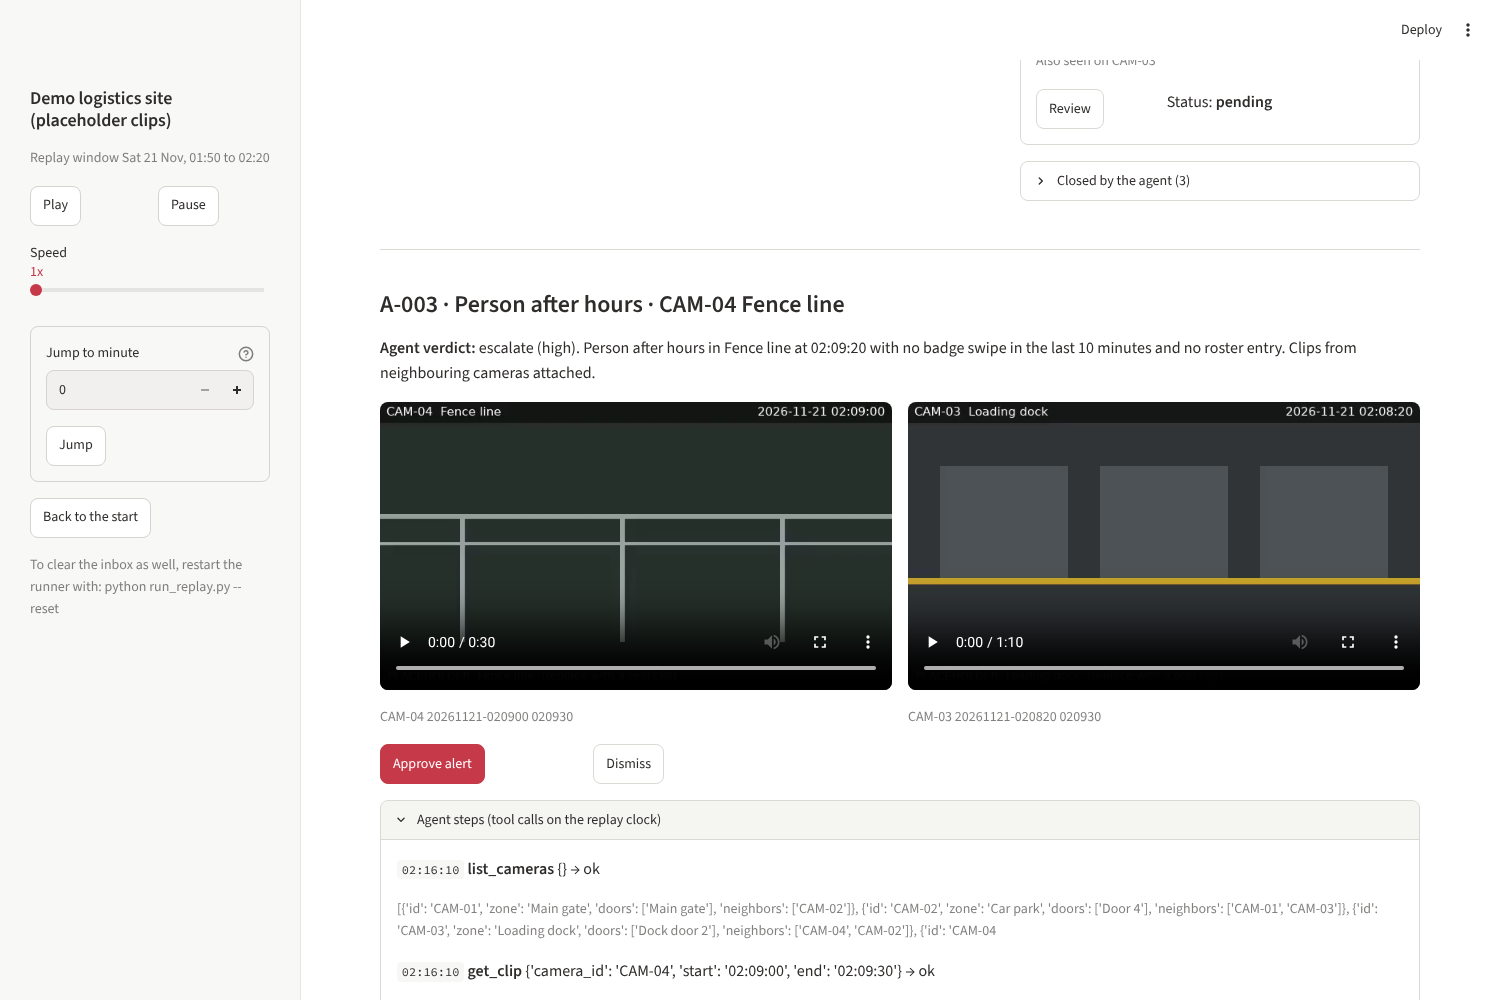 Deploy
Demo logistics site
(placeholder clips)
Replay window Sat 21 Nov, 01:50 to 02:20
Play
Pause
Speed
1x
Jump to minute
0
Jump
Back to the start
To clear the inbox as well, restart the
runner with: python run_replay.py --
reset
Also seen on CAM-03
Review
Status: pending
Closed by the agent (3)
A-003 · Person after hours · CAM-04 Fence line
Agent verdict: escalate (high). Person after hours in Fence line at 02:09:20 with no badge swipe in the last 10 minutes and no roster entry. Clips from
neighbouring cameras attached.
CAM-04 Fence line
2026-11-21 02:09:00
0:00 / 0:30
CAM-03 Loading dock
2026-11-21 02:08:20
0:00 / 1:10
CAM-04 20261121-020900 020930
CAM-03 20261121-020820 020930
Approve alert
Dismiss
Agent steps (tool calls on the replay clock)
02:16:10 list_cameras {} → ok
[{'id': 'CAM-01', 'zone': 'Main gate', 'doors': ['Main gate'], 'neighbors': ['CAM-02']}, {'id': 'CAM-02', 'zone': 'Car park', 'doors': ['Door 4'], 'neighbors': ['CAM-01', 'CAM-03']}, {'id':
'CAM-03', 'zone': 'Loading dock', 'doors': ['Dock door 2'], 'neighbors': ['CAM-04', 'CAM-02']}, {'id': 'CAM-04
02:16:10 get_clip {'camera_id': 'CAM-04', 'start': '02:09:00', 'end': '02:09:30'} → ok